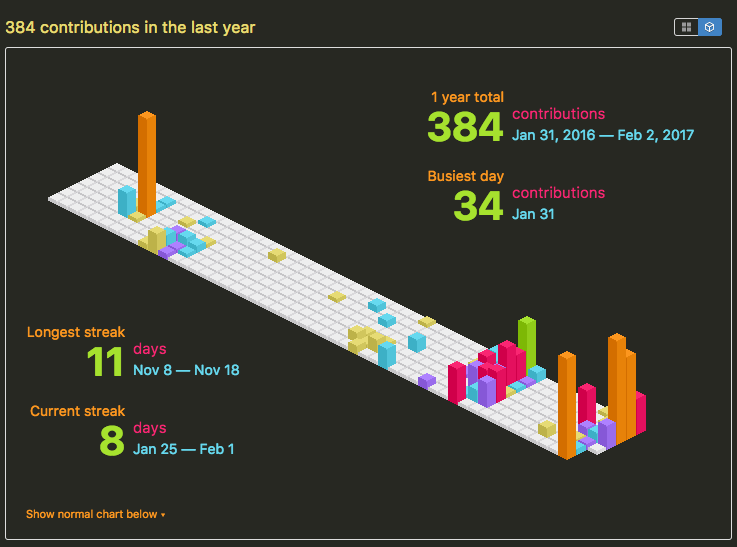 384 contributions in the last year
1 year total
384 contributions
Jan 31, 2016 — Feb 2, 2017
Busiest day
34 contributions
Jan 31
Longest streak
11 days
Nov 8 — Nov 18
Current streak
8 days
Jan 25 — Feb 1
Show normal chart below ▾